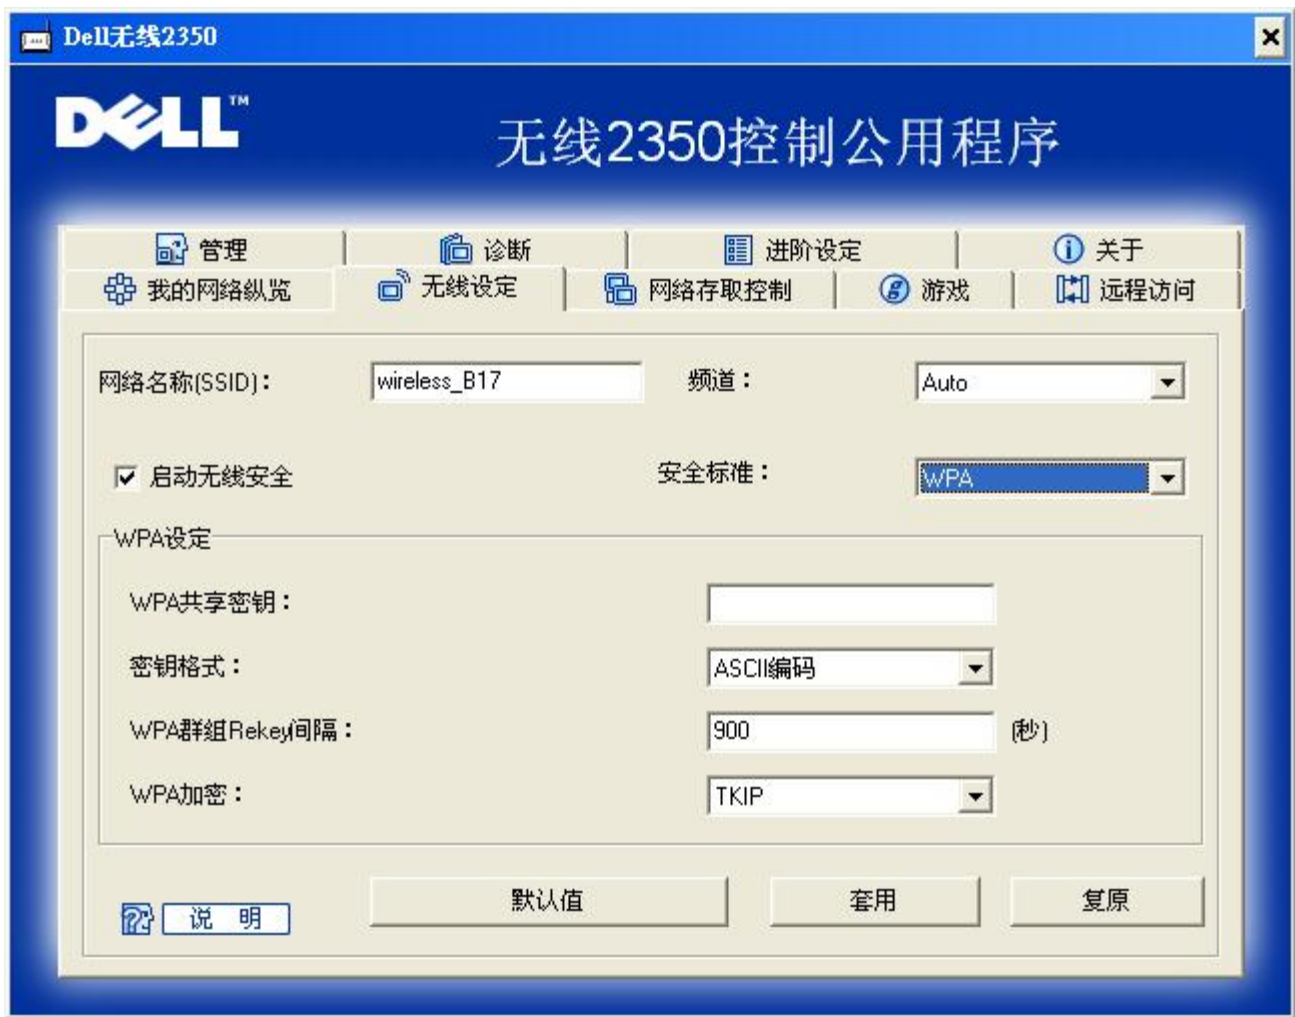 Dell无线2350
DELL™
无线2350控制公用程序
管理 诊断 进阶设定 关于
我的网络纵览 无线设定 网络存取控制 游戏 远程访问
网络名称(SSID)： wireless_B17 频道： Auto
启动无线安全 安全标准： WPA
WPA设定
WPA共享密钥：
密钥格式： ASCII编码
WPA群组Rekey间隔： 900 (秒)
WPA加密： TKIP
说 明 默认值 套用 复原